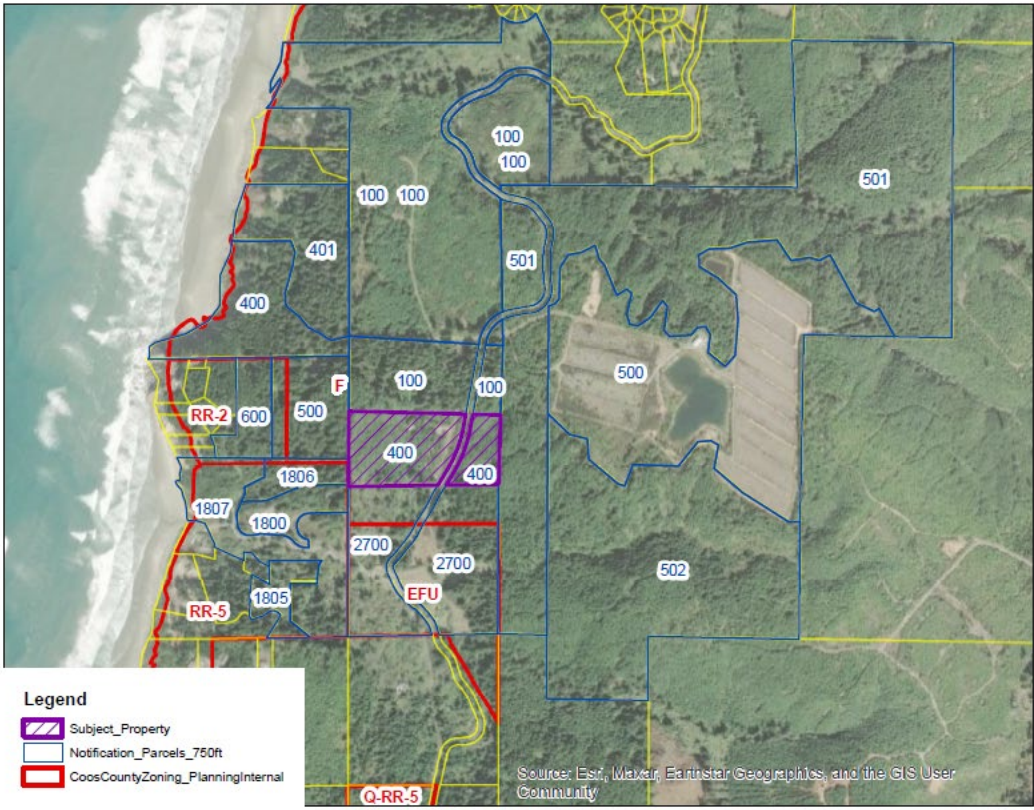 100
100
100 100
501
401
501
400
500
100
100
F
500
RR-2
600
400
400
1806
1807
1800
2700
2700
502
EFU
1805
RR-5
Legend
Subject_Property
Notification_Parcels_750ft
CoosCountyZoning_PlanningInternal
Q-RR-5
Source: Esri, Maxar, Earthstar Geographics, and the GIS User
Community